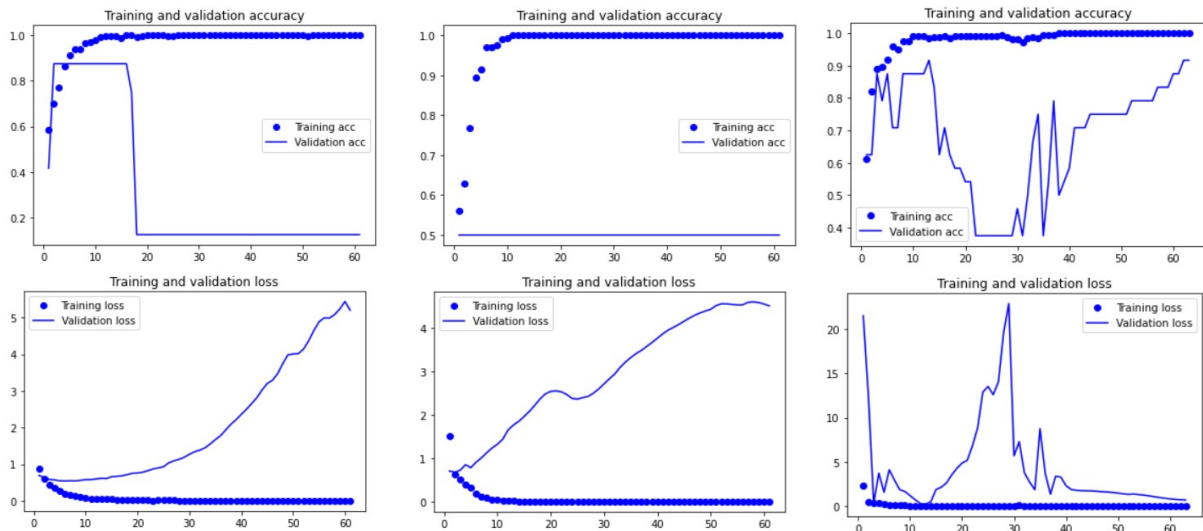 Training and validation accuracy
1.0
0.8
0.6
0.4
0.2
Training acc
Validation acc
0 10 20 30 40 50 60
Training and validation accuracy
1.0
0.9
0.8
0.7
0.6
0.5
Training acc
Validation acc
0 10 20 30 40 50 60
Training and validation accuracy
1.0
0.9
0.8
0.7
0.6
0.5
0.4
Training acc
Validation acc
0 10 20 30 40 50 60
Training and validation loss
Training loss
Validation loss
5
4
3
2
1
0
0 10 20 30 40 50 60
Training and validation loss
Training loss
Validation loss
4
3
2
1
0
0 10 20 30 40 50 60
Training and validation loss
Training loss
Validation loss
20
15
10
5
0
0 10 20 30 40 50 60